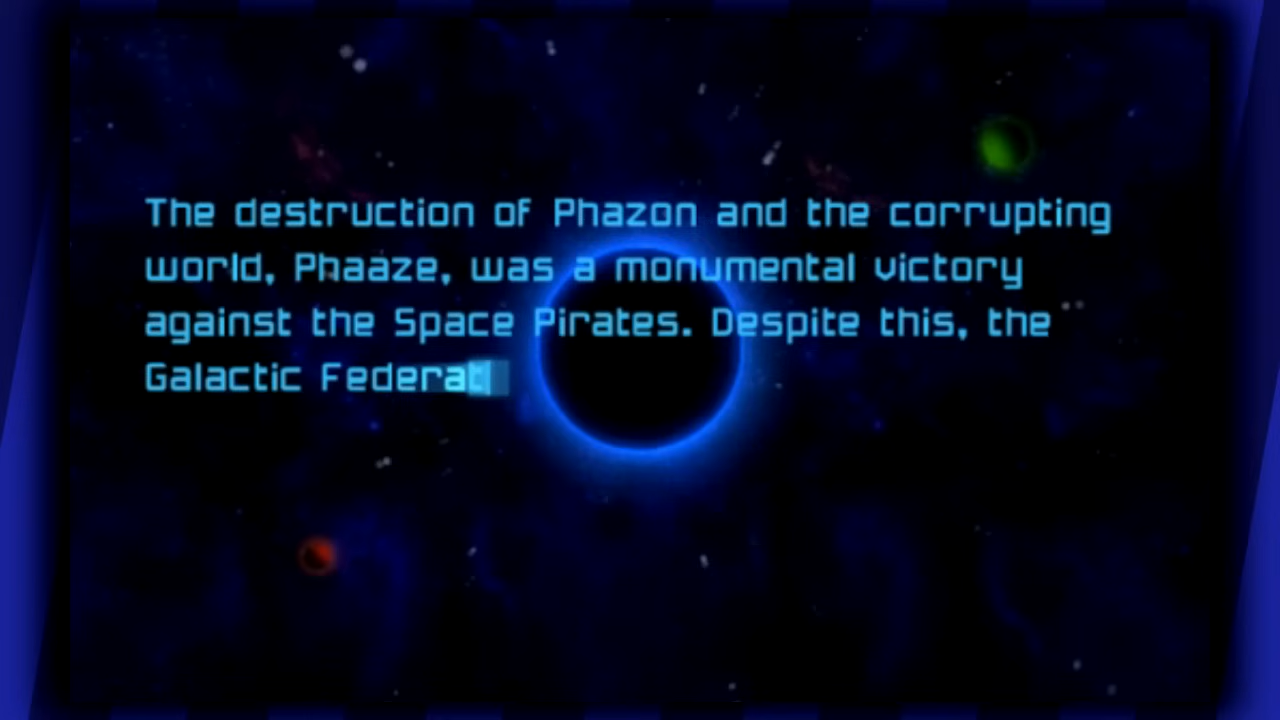 The destruction of Phazon and the corrupting
world, Phaaze, was a monumental victory
against the Space Pirates. Despite this, the
Galactic Federat